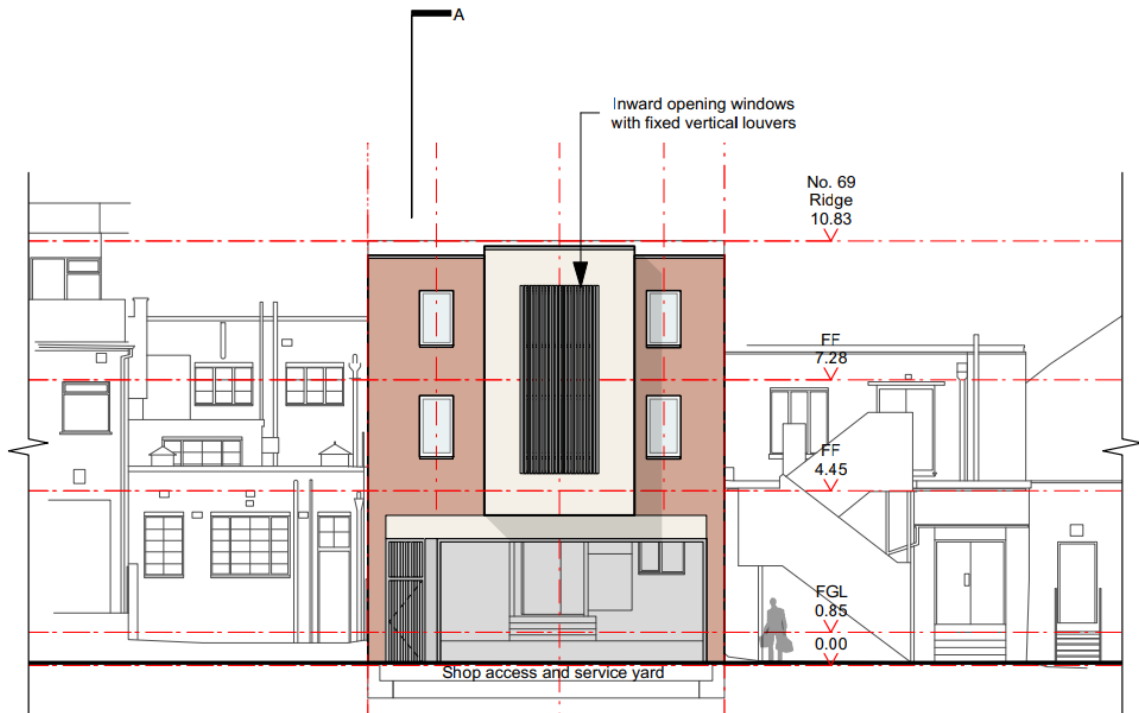 A
Inward opening windows
with fixed vertical louvers
No. 69
Ridge
10.83
FF
7.28
FF
4.45
FGL
0.85
0.00
Shop access and service yard